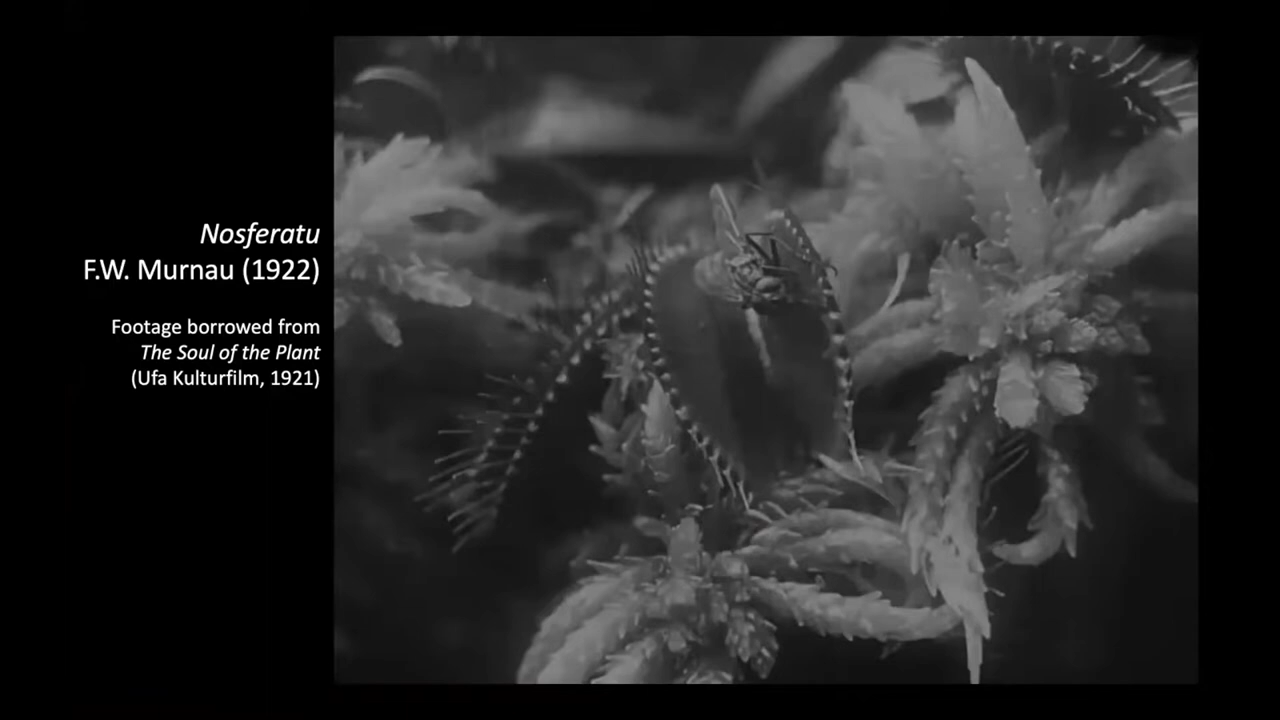 Nosferatu
F.W. Murnau (1922)
Footage borrowed from
The Soul of the Plant
(Ufa Kulturfilm, 1921)